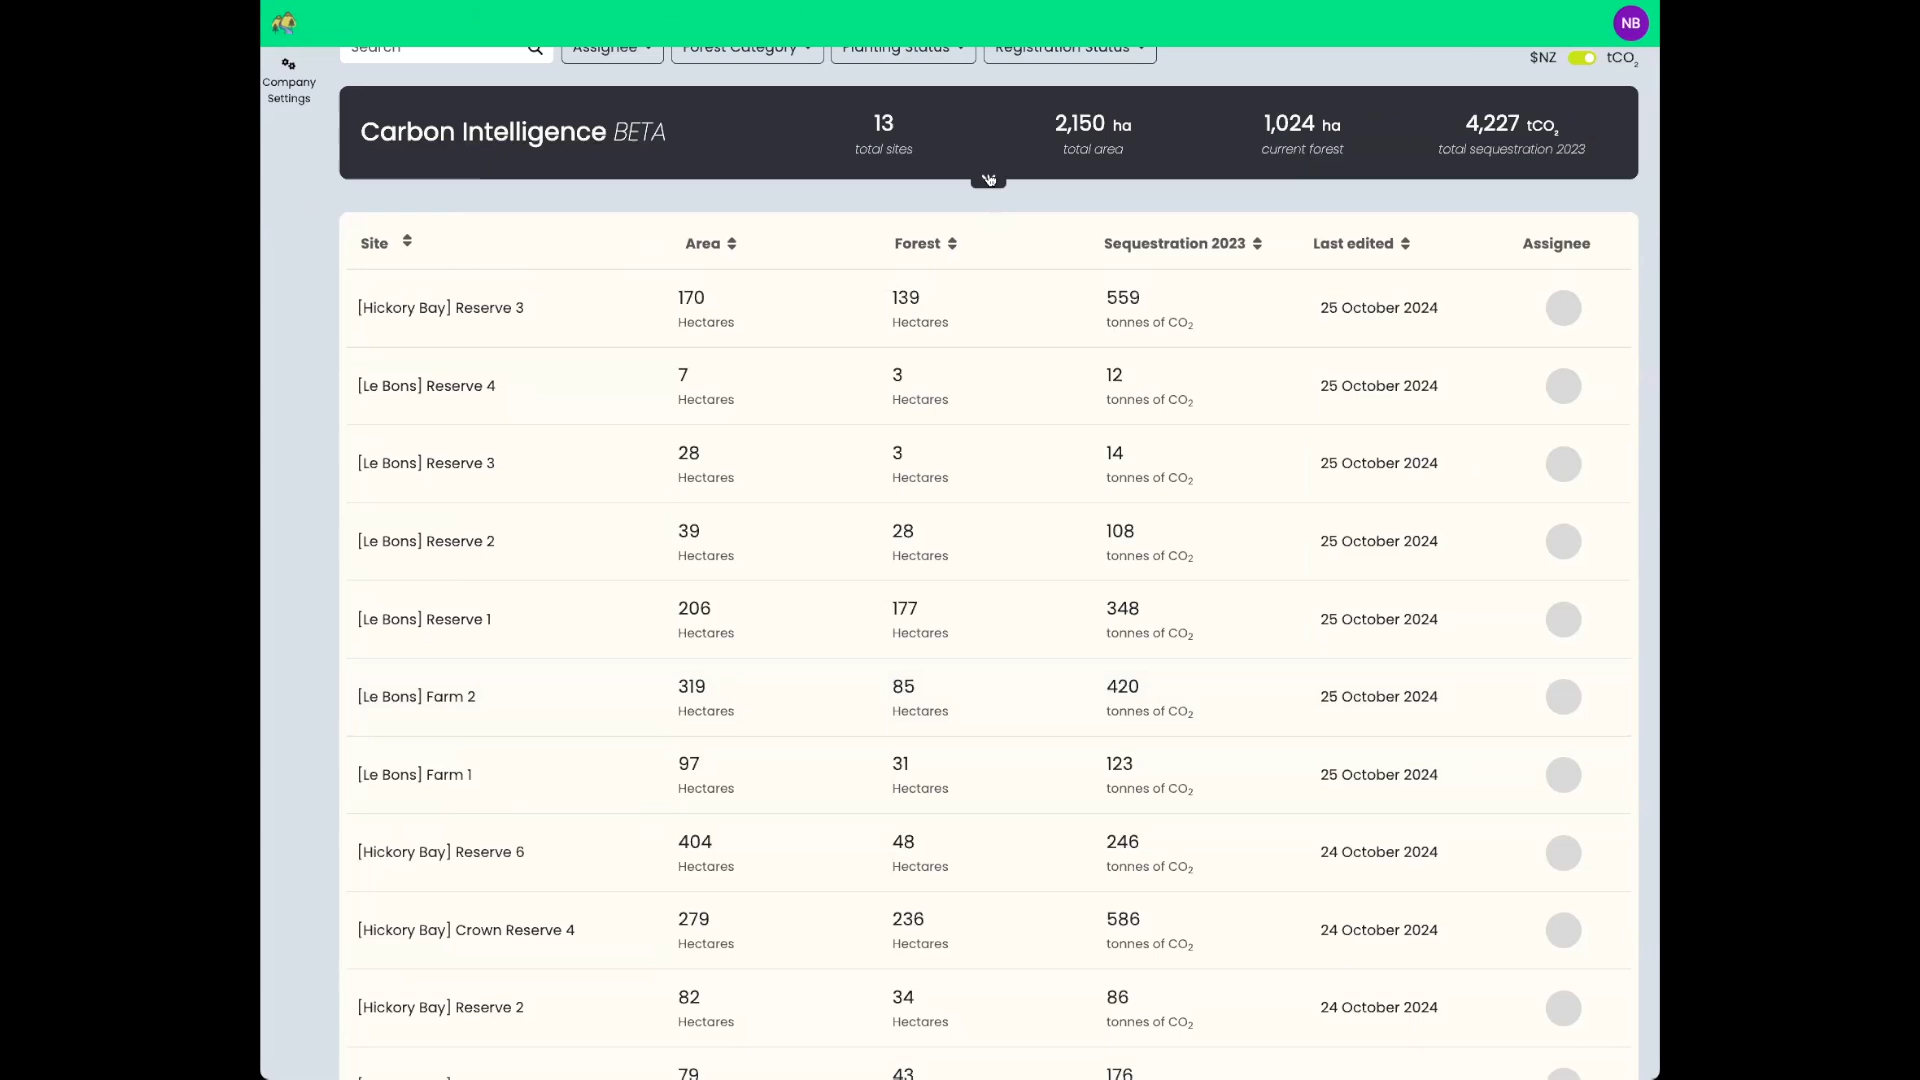 NB
Search
Assignee
Forest Category
Planting Status
Registration Status
$NZ
tCO₂
Company
Settings
Carbon Intelligence BETA
13
total sites
2,150 ha
total area
1,024 ha
current forest
4,227 tCO₂
total sequestration 2023
Site
Area
Forest
Sequestration 2023
Last edited
Assignee
[Hickory Bay] Reserve 3
170
Hectares
139
Hectares
559
tonnes of CO₂
25 October 2024
[Le Bons] Reserve 4
7
Hectares
3
Hectares
12
tonnes of CO₂
25 October 2024
[Le Bons] Reserve 3
28
Hectares
3
Hectares
14
tonnes of CO₂
25 October 2024
[Le Bons] Reserve 2
39
Hectares
28
Hectares
108
tonnes of CO₂
25 October 2024
[Le Bons] Reserve 1
206
Hectares
177
Hectares
348
tonnes of CO₂
25 October 2024
[Le Bons] Farm 2
319
Hectares
85
Hectares
420
tonnes of CO₂
25 October 2024
[Le Bons] Farm 1
97
Hectares
31
Hectares
123
tonnes of CO₂
25 October 2024
[Hickory Bay] Reserve 6
404
Hectares
48
Hectares
246
tonnes of CO₂
24 October 2024
[Hickory Bay] Crown Reserve 4
279
Hectares
236
Hectares
586
tonnes of CO₂
24 October 2024
[Hickory Bay] Reserve 2
82
Hectares
34
Hectares
86
tonnes of CO₂
24 October 2024
79
43
176